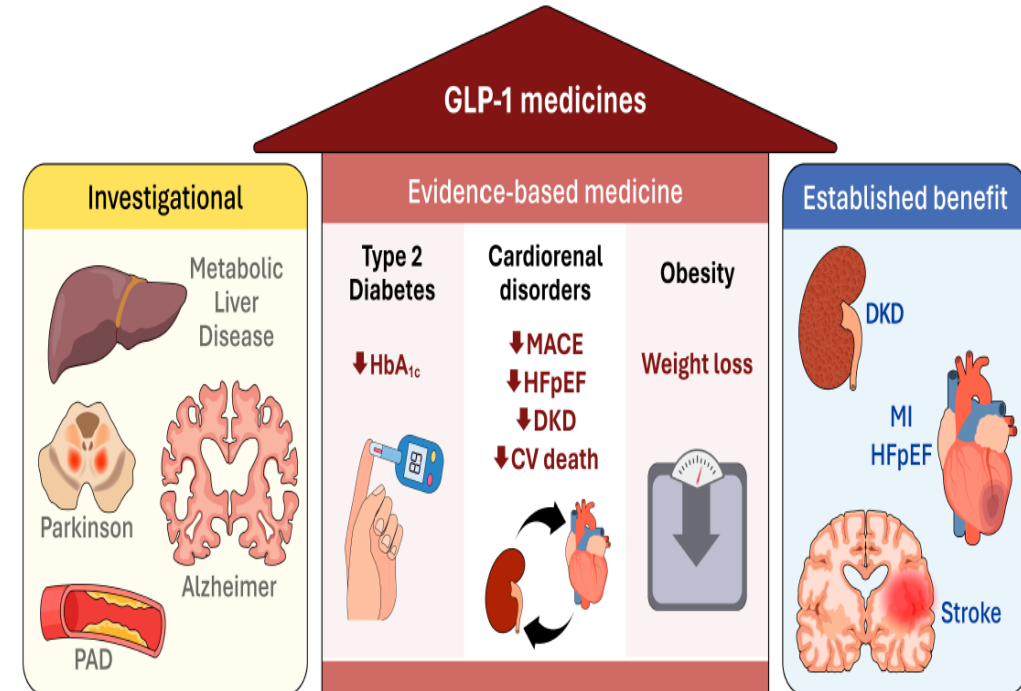 GLP-1 medicines
Investigational
Metabolic
Liver
Disease
Parkinson
Alzheimer
PAD
Evidence-based medicine
Type 2
Diabetes
⬇HbA₁c
89
Cardiorenal
disorders
⬇MACE
⬇HFpEF
⬇DKD
⬇CV death
Obesity
Weight loss
Established benefit
DKD
MI
HFpEF
Stroke